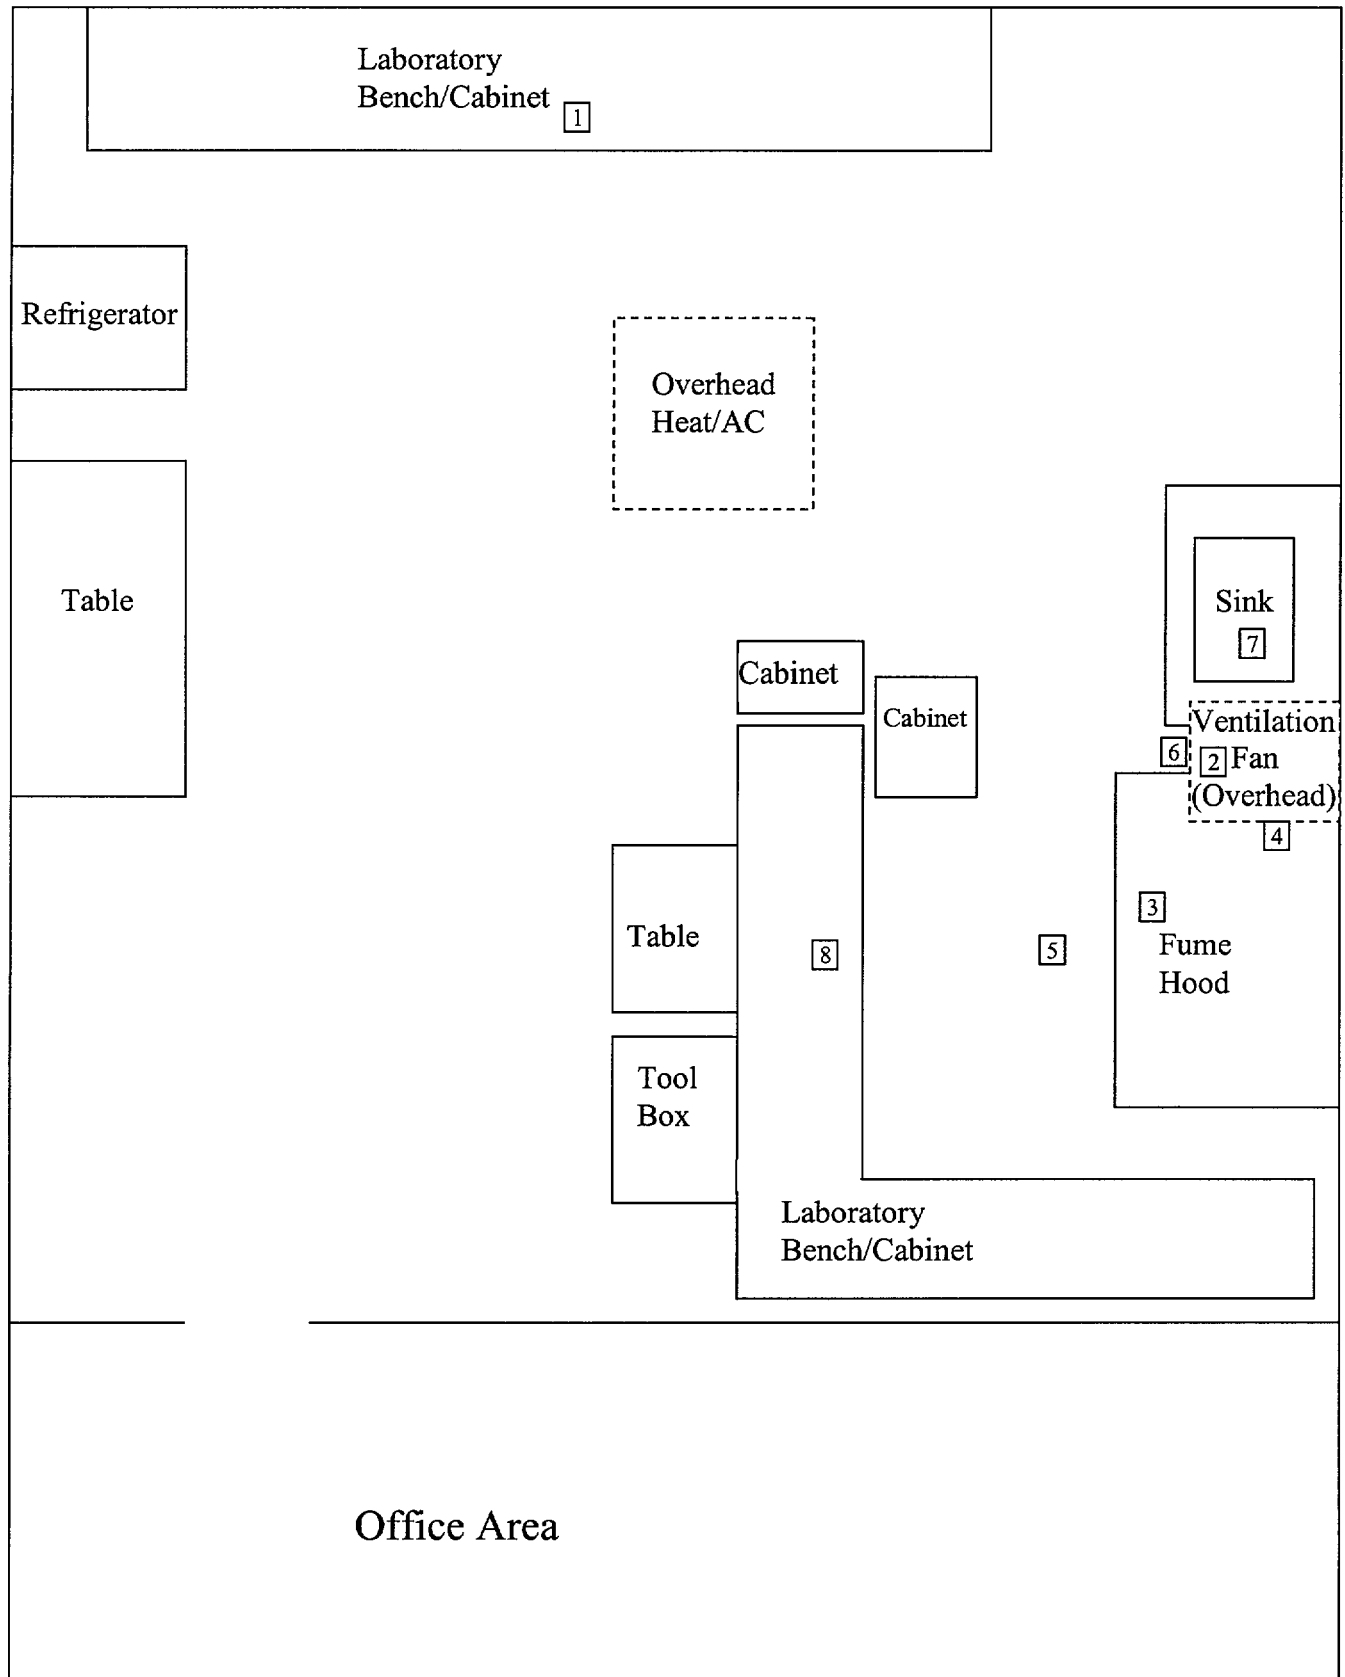 Laboratory
Bench/Cabinet
1
Refrigerator
Overhead
Heat/AC
Table
Sink
7
Cabinet
Cabinet
Ventilation
6
2 Fan
(Overhead)
4
3
Table
8
5
Fume
Hood
Tool
Box
Laboratory
Bench/Cabinet
Office Area